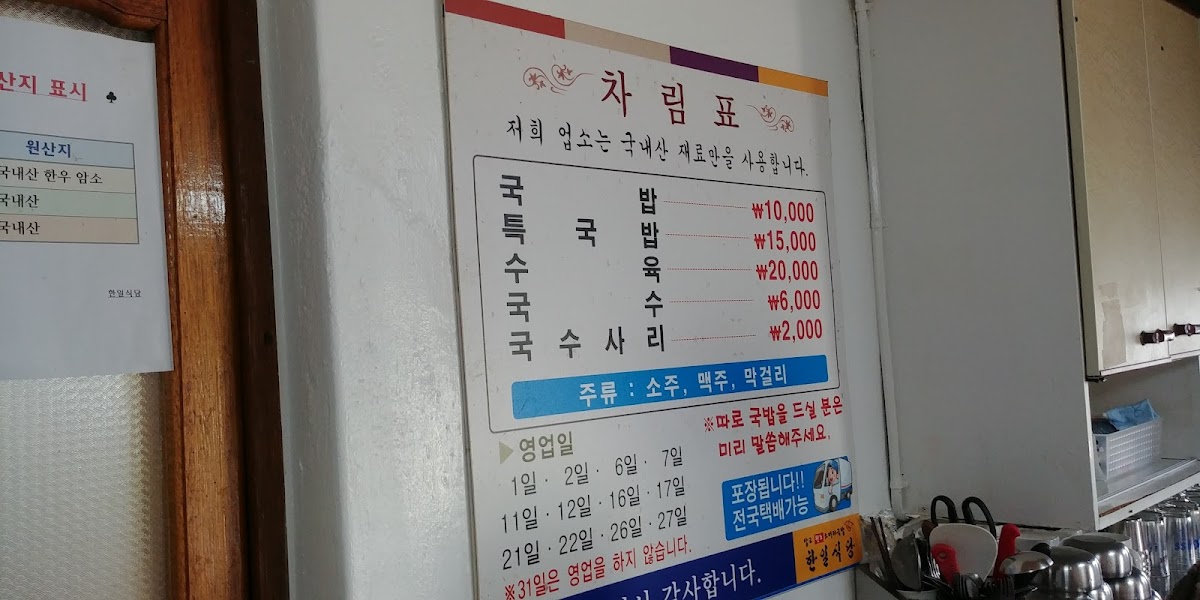 산지 표시 ♣
원산지
국내산 한우 암소
국내산
국내산
한일식당
차림표
저희 업소는 국내산 재료만을 사용합니다.
국밥 ₩10,000
특국밥 ₩15,000
수육 ₩20,000
국수 ₩6,000
국수사리 ₩2,000
주류 : 소주, 맥주, 막걸리
※따로 국밥을 드실 분은
미리 말씀해주세요.
▶영업일
1일 · 2일 · 6일 · 7일
11일 · 12일 · 16일 · 17일
21일 · 22일 · 26일 · 27일
※31일은 영업을 하지 않습니다.
포장됩니다!!
전국택배가능
감사합니다.
한일식당